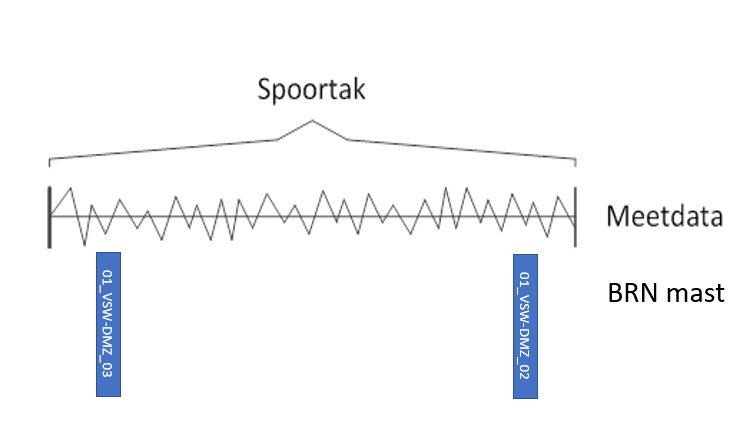 Spoortak
Meetdata
01_VSW-DMZ_03
01_VSW-DMZ_02
BRN mast